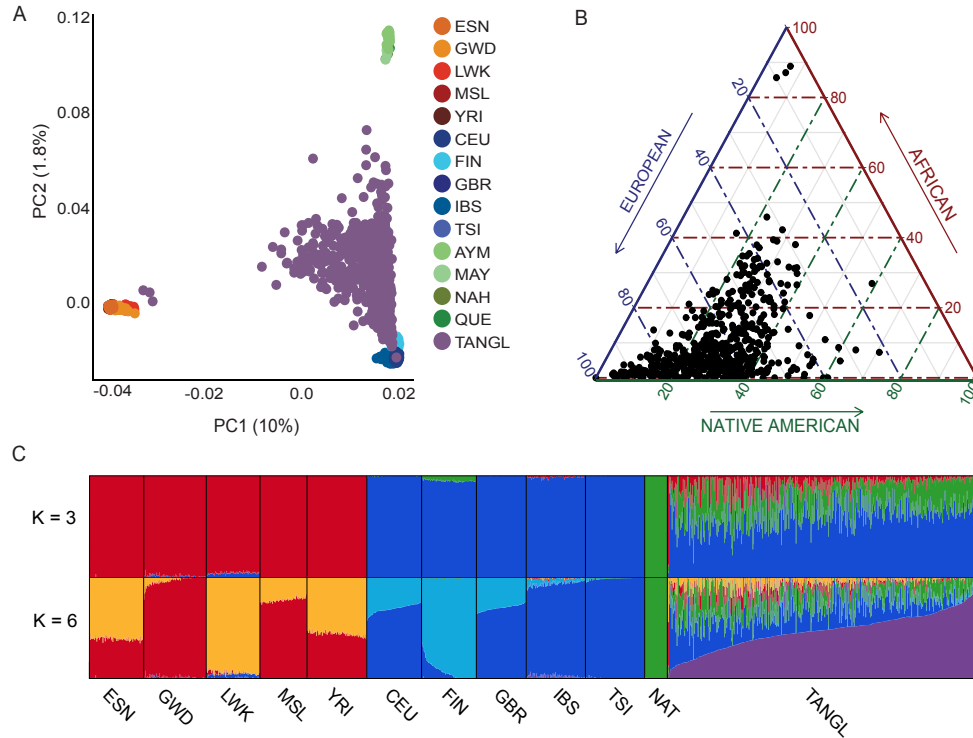 A
0.12
0.08
0.04
0.0
-0.04
-0.02
0.0
0.02
PC2 (1.8%)
PC1 (10%)
ESN
GWD
LWK
MSL
YRI
CEU
FIN
GBR
IBS
TSI
AYM
MAY
NAH
QUE
TANGL
B
100
80
60
40
20
20
40
60
80
100
20
40
60
80
100
EUROPEAN
AFRICAN
NATIVE AMERICAN
C
K = 3
K = 6
ESN
GWD
LWK
MSL
YRI
CEU
FIN
GBR
IBS
TSI
NAT
TANGL